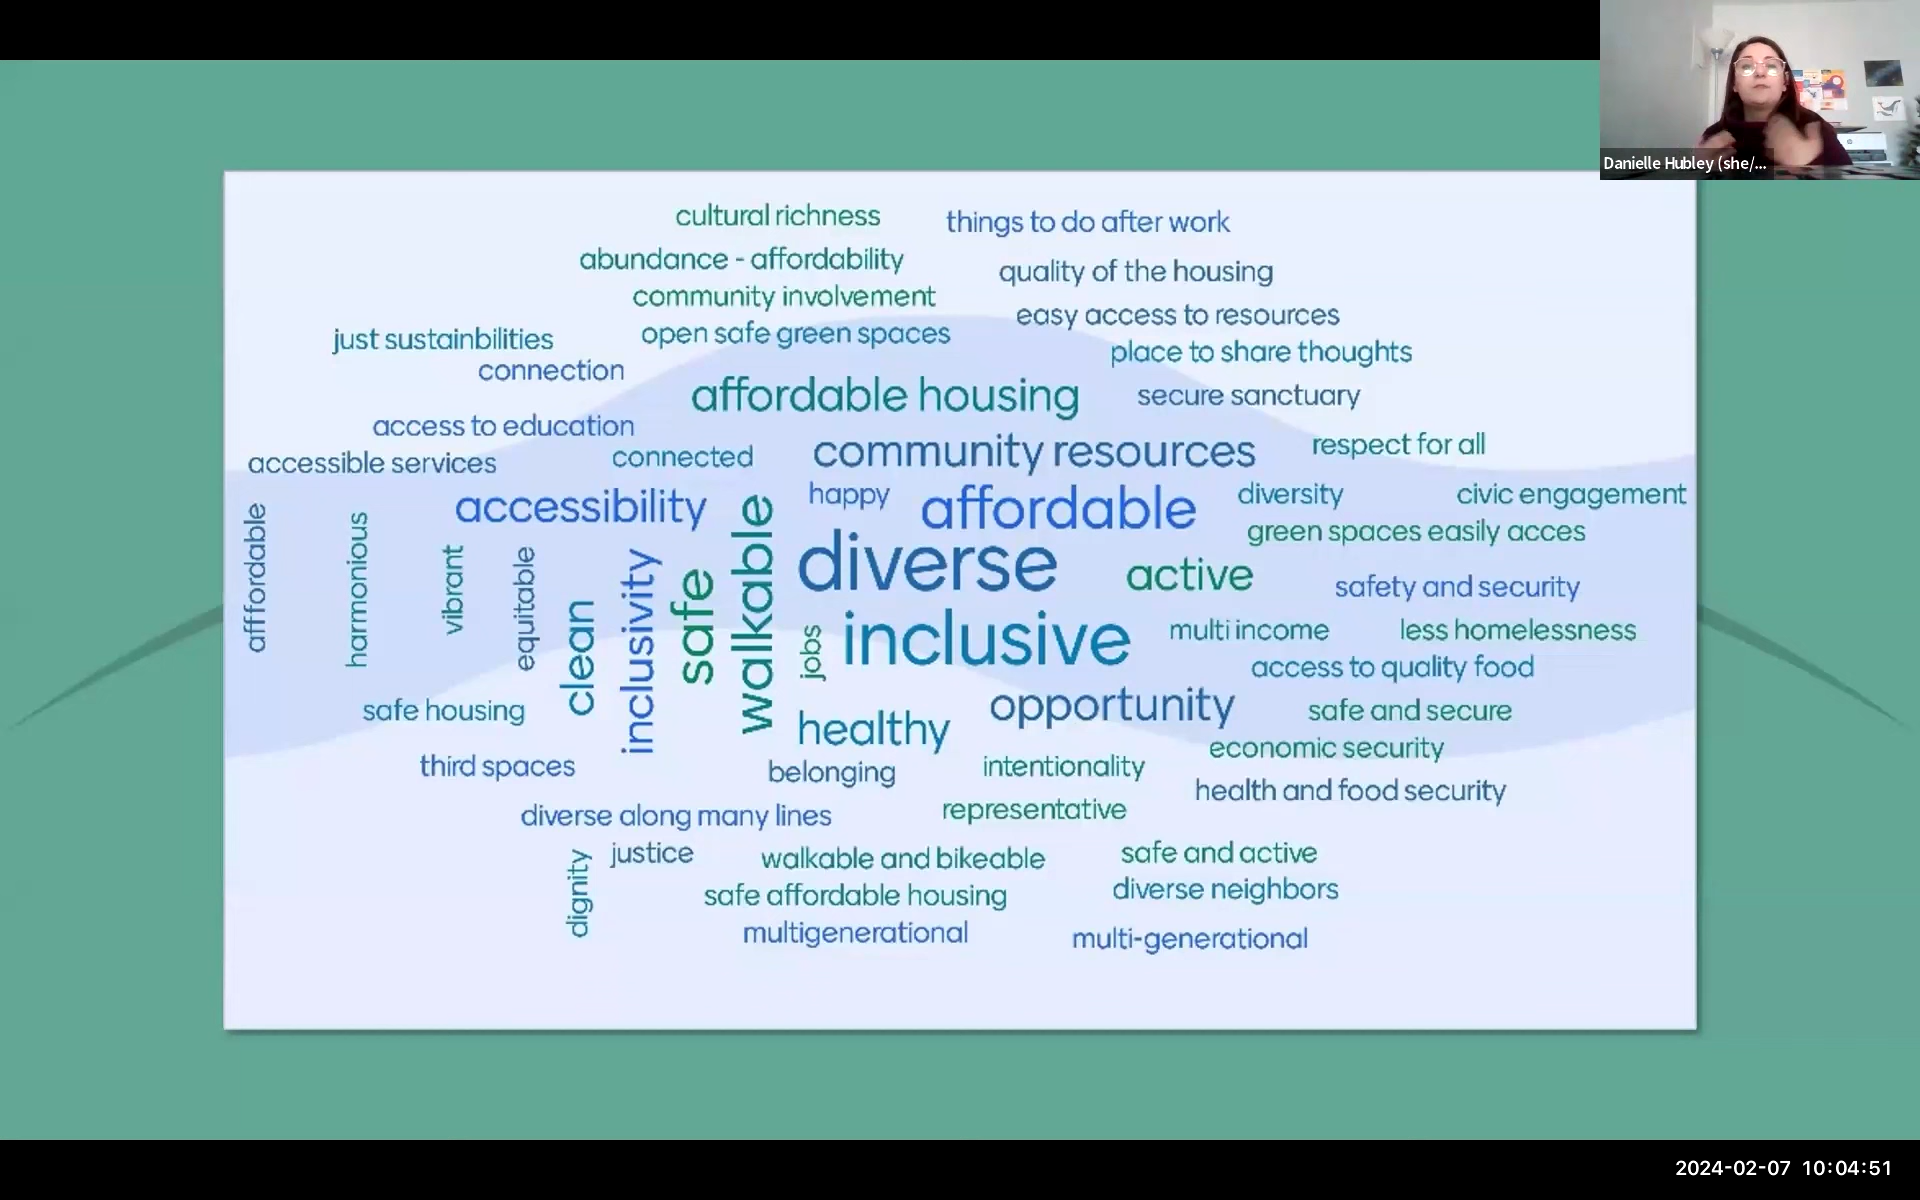 Danielle Hubley (she/...
cultural richness
things to do after work
abundance - affordability
quality of the housing
community involvement
easy access to resources
just sustainbilities
open safe green spaces
place to share thoughts
connection
affordable housing
secure sanctuary
access to education
community resources
respect for all
accessible services
connected
accessibility
happy
affordable
diversity
civic engagement
green spaces easily acces
afffordable
harmonious
vibrant
equitable
clean
inclusivity
safe
walkable
diverse
active
safety and security
jobs
inclusive
multi income
less homelessness
access to quality food
safe housing
healthy
opportunity
safe and secure
economic security
third spaces
belonging
intentionality
health and food security
diverse along many lines
representative
dignity
justice
walkable and bikeable
safe and active
safe affordable housing
diverse neighbors
multigenerational
multi-generational
2024-02-07 10:04:51